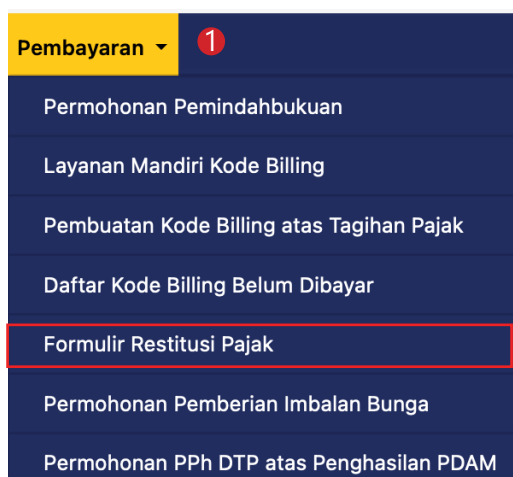 Pembayaran 1
Permohonan Pemindahbukuan
Layanan Mandiri Kode Billing
Pembuatan Kode Billing atas Tagihan Pajak
Daftar Kode Billing Belum Dibayar
Formulir Restitusi Pajak
Permohonan Pemberian Imbalan Bunga
Permohonan PPh DTP atas Penghasilan PDAM